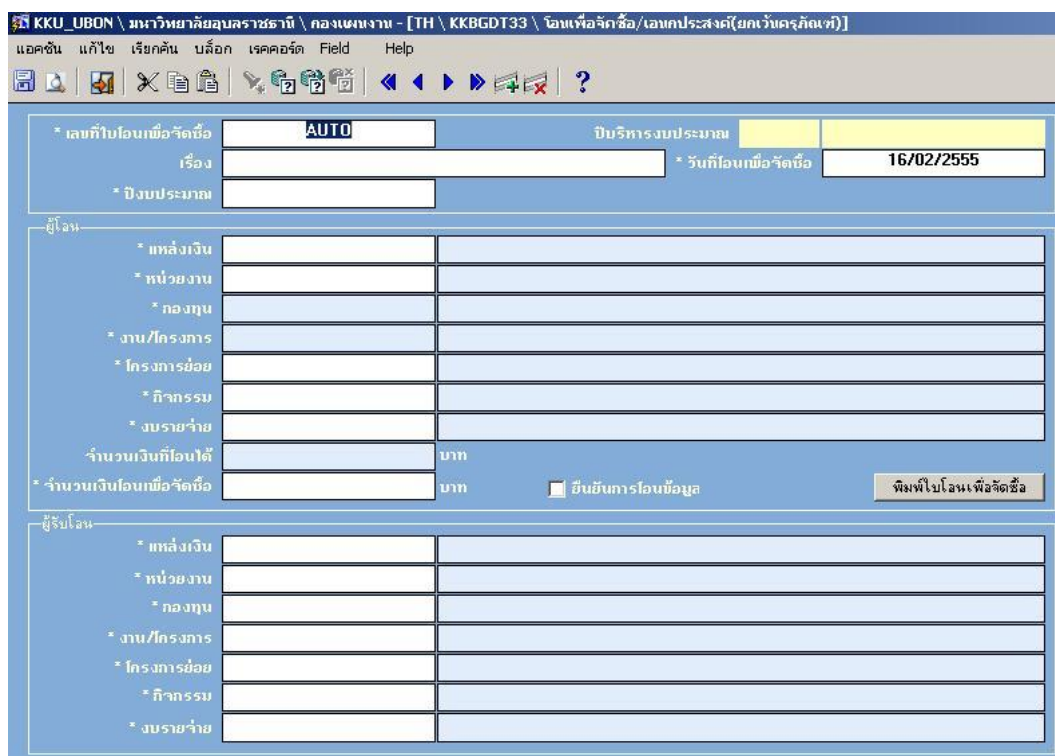 KKU_UBON \ มหาวิทยาลัยอุบลราชธานี \ กองแผนงาน - [TH \ KKBGDT33 \ โอนเพื่อจัดซื้อ/เอนกประสงค์(ยกเว้นครุภัณฑ์)]
แอคชัน แก้ไข เรียกค้น บล็อก เรคคอร์ด Field Help
* เลขที่ใบโอนเพื่อจัดซื้อ AUTO ปีบริหารงบประมาณ
เรื่อง * วันที่โอนเพื่อจัดซื้อ 16/02/2555
* ปีงบประมาณ
ผู้โอน
* แหล่งเงิน
* หน่วยงาน
* กองทุน
* งาน/โครงการ
* โครงการย่อย
* กิจกรรม
* งบรายจ่าย
จำนวนเงินที่โอนได้ บาท
* จำนวนเงินโอนเพื่อจัดซื้อ บาท ยืนยันการโอนข้อมูล พิมพ์ใบโอนเพื่อจัดซื้อ
ผู้รับโอน
* แหล่งเงิน
* หน่วยงาน
* กองทุน
* งาน/โครงการ
* โครงการย่อย
* กิจกรรม
* งบรายจ่าย